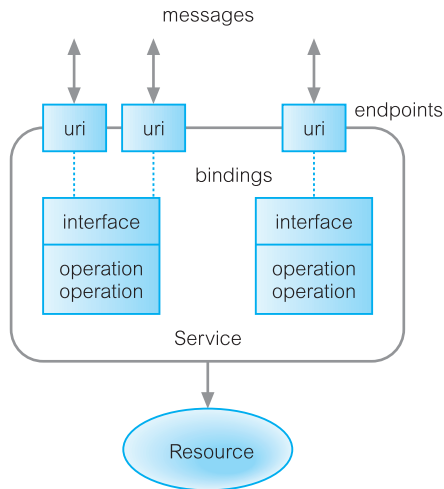 messages
uri
uri
uri
endpoints
bindings
interface
operation
operation
interface
operation
operation
Service
Resource